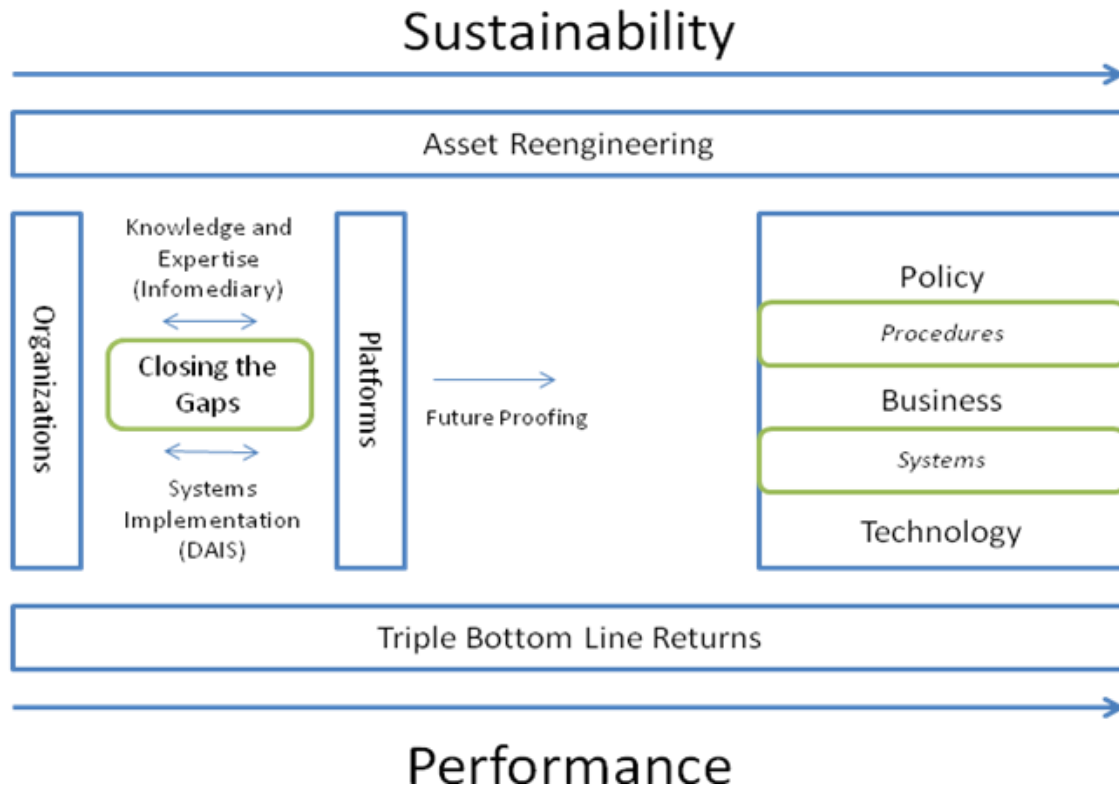 Sustainability
Asset Reengineering
Organizations
Knowledge and
Expertise
(Infomediary)
Closing the
Gaps
Systems
Implementation
(DAIS)
Platforms
Future Proofing
Policy
Procedures
Business
Systems
Technology
Triple Bottom Line Returns
Performance